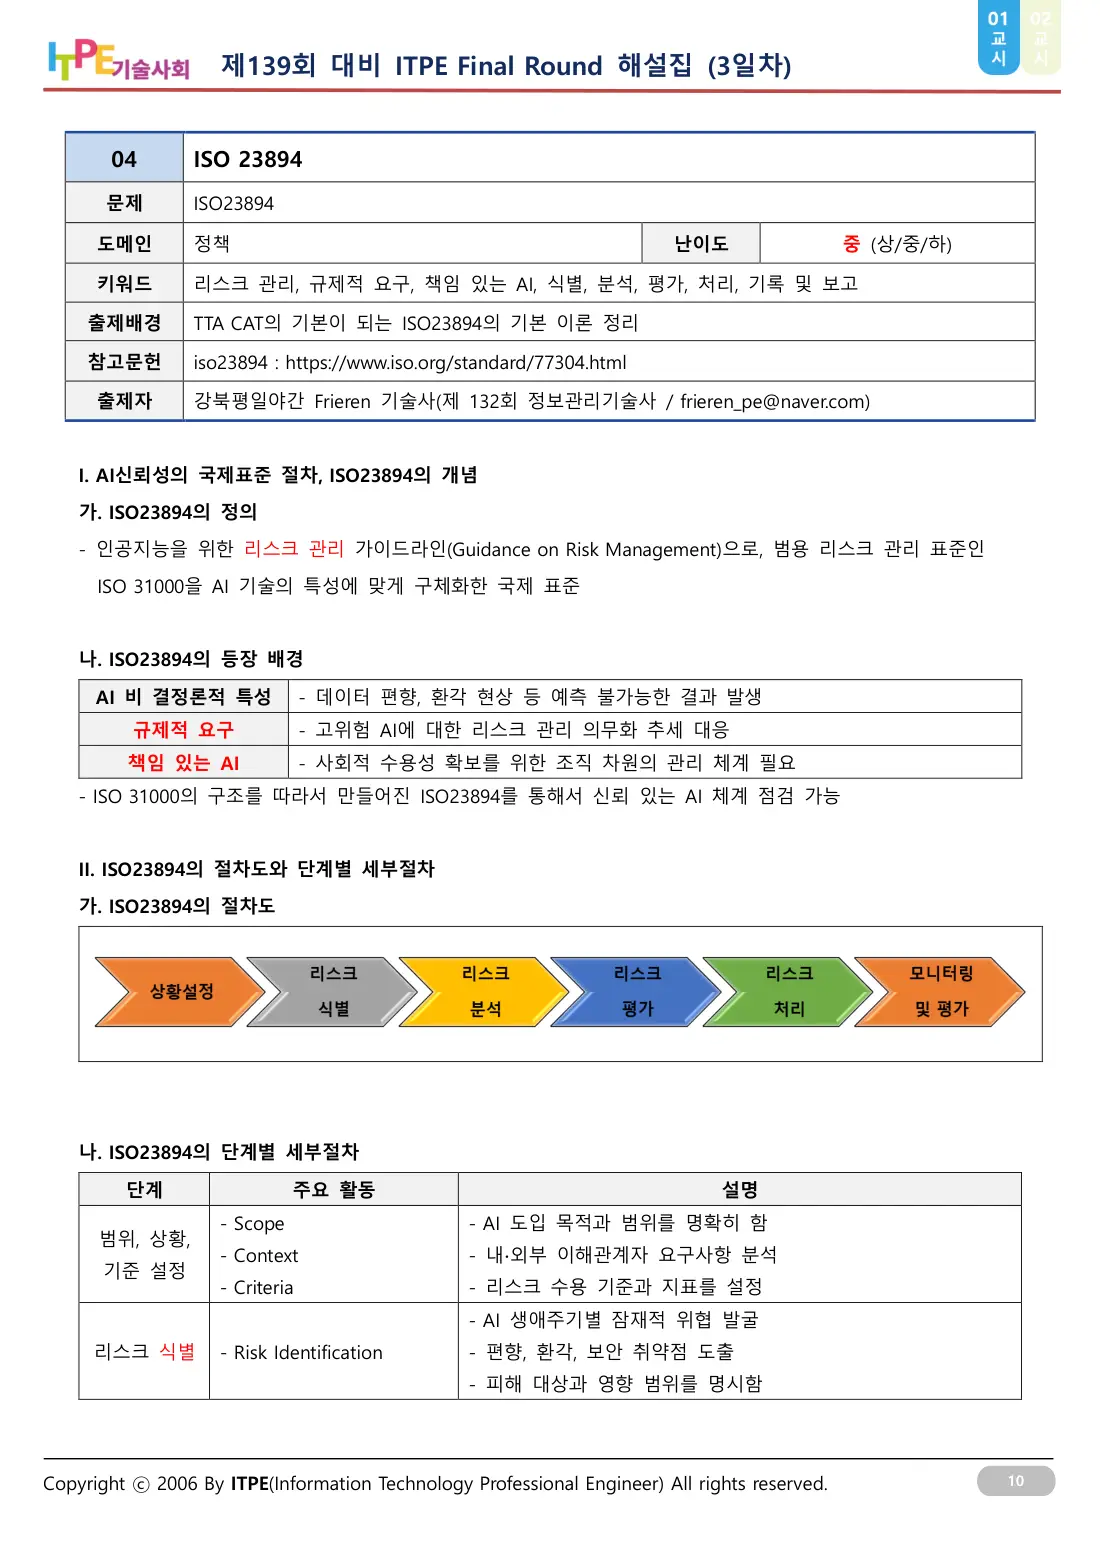 01
교
시
02
교
시
ITPE기술사회 제139회 대비 ITPE Final Round 해설집 (3일차)
04 ISO 23894
문제 ISO23894
도메인 정책 난이도 중 (상/중/하)
키워드 리스크 관리, 규제적 요구, 책임 있는 AI, 식별, 분석, 평가, 처리, 기록 및 보고
출제배경 TTA CAT의 기본이 되는 ISO23894의 기본 이론 정리
참고문헌 iso23894 : https://www.iso.org/standard/77304.html
출제자 강북평일야간 Frieren 기술사(제 132회 정보관리기술사 / frieren_pe@naver.com)
I. AI신뢰성의 국제표준 절차, ISO23894의 개념
가. ISO23894의 정의
- 인공지능을 위한 리스크 관리 가이드라인(Guidance on Risk Management)으로, 범용 리스크 관리 표준인
ISO 31000을 AI 기술의 특성에 맞게 구체화한 국제 표준
나. ISO23894의 등장 배경
AI 비 결정론적 특성 - 데이터 편향, 환각 현상 등 예측 불가능한 결과 발생
규제적 요구 - 고위험 AI에 대한 리스크 관리 의무화 추세 대응
책임 있는 AI - 사회적 수용성 확보를 위한 조직 차원의 관리 체계 필요
- ISO 31000의 구조를 따라서 만들어진 ISO23894를 통해서 신뢰 있는 AI 체계 점검 가능
II. ISO23894의 절차도와 단계별 세부절차
가. ISO23894의 절차도
상황설정
리스크
식별
리스크
분석
리스크
평가
리스크
처리
모니터링
및 평가
나. ISO23894의 단계별 세부절차
단계 주요 활동 설명
범위, 상황,
기준 설정
- Scope
- Context
- Criteria
- AI 도입 목적과 범위를 명확히 함
- 내·외부 이해관계자 요구사항 분석
- 리스크 수용 기준과 지표를 설정
리스크 식별
- Risk Identification
- AI 생애주기별 잠재적 위협 발굴
- 편향, 환각, 보안 취약점 도출
- 피해 대상과 영향 범위를 명시함
Copyright ⓒ 2006 By ITPE(Information Technology Professional Engineer) All rights reserved.
10